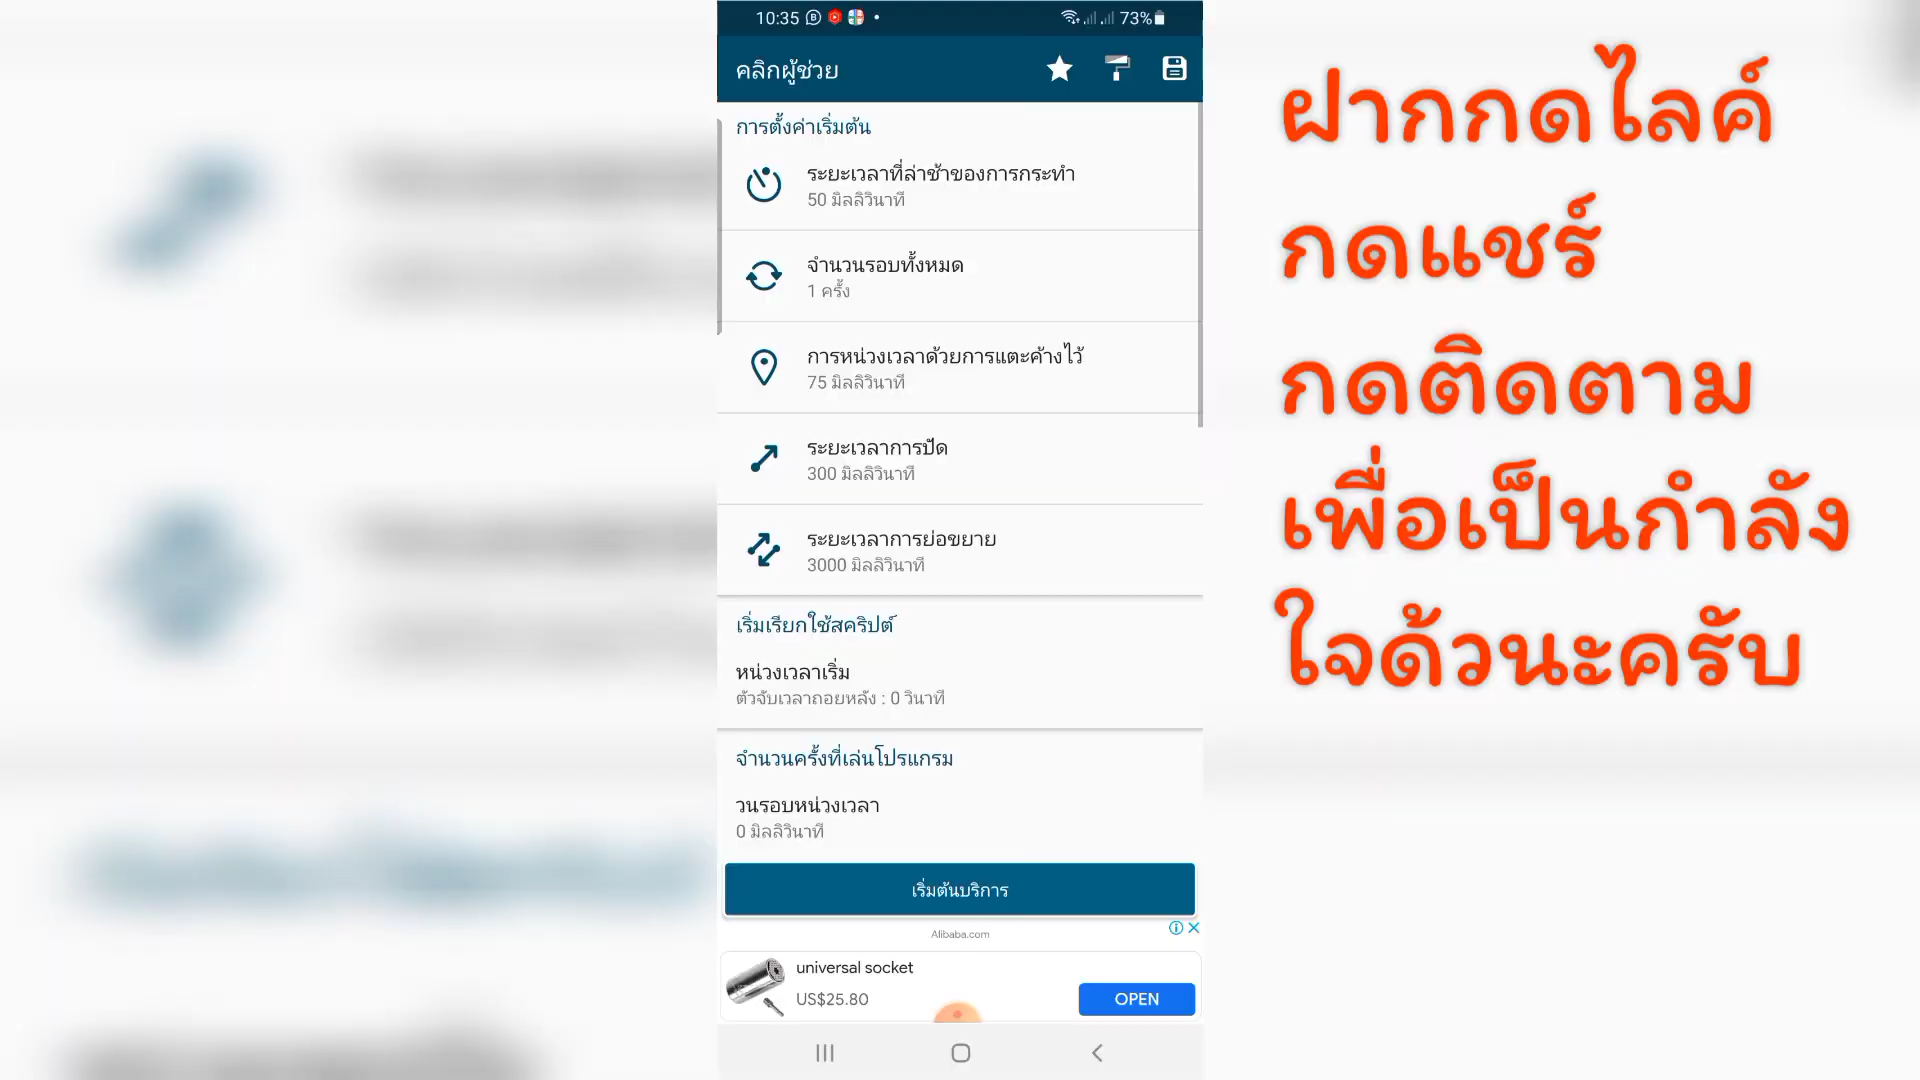 10:35
73%
คลิกผู้ช่วย
การตั้งค่าเริ่มต้น
ระยะเวลาที่ล่าช้าของการกระทำ
50 มิลลิวินาที
จำนวนรอบทั้งหมด
1 ครั้ง
การหน่วงเวลาด้วยการแตะค้างไว้
75 มิลลิวินาที
ระยะเวลาการปัด
300 มิลลิวินาที
ระยะเวลาการย่อขยาย
3000 มิลลิวินาที
เริ่มเรียกใช้สคริปต์
หน่วงเวลาเริ่ม
ตัวจับเวลาถอยหลัง : 0 วินาที
จำนวนครั้งที่เล่นโปรแกรม
วนรอบหน่วงเวลา
0 มิลลิวินาที
เริ่มต้นบริการ
Alibaba.com
universal socket
US$25.80
OPEN
ฝากกดไลค์
กดแชร์
กดติดตาม
เพื่อเป็นกำลัง
ใจด้วนะครับ